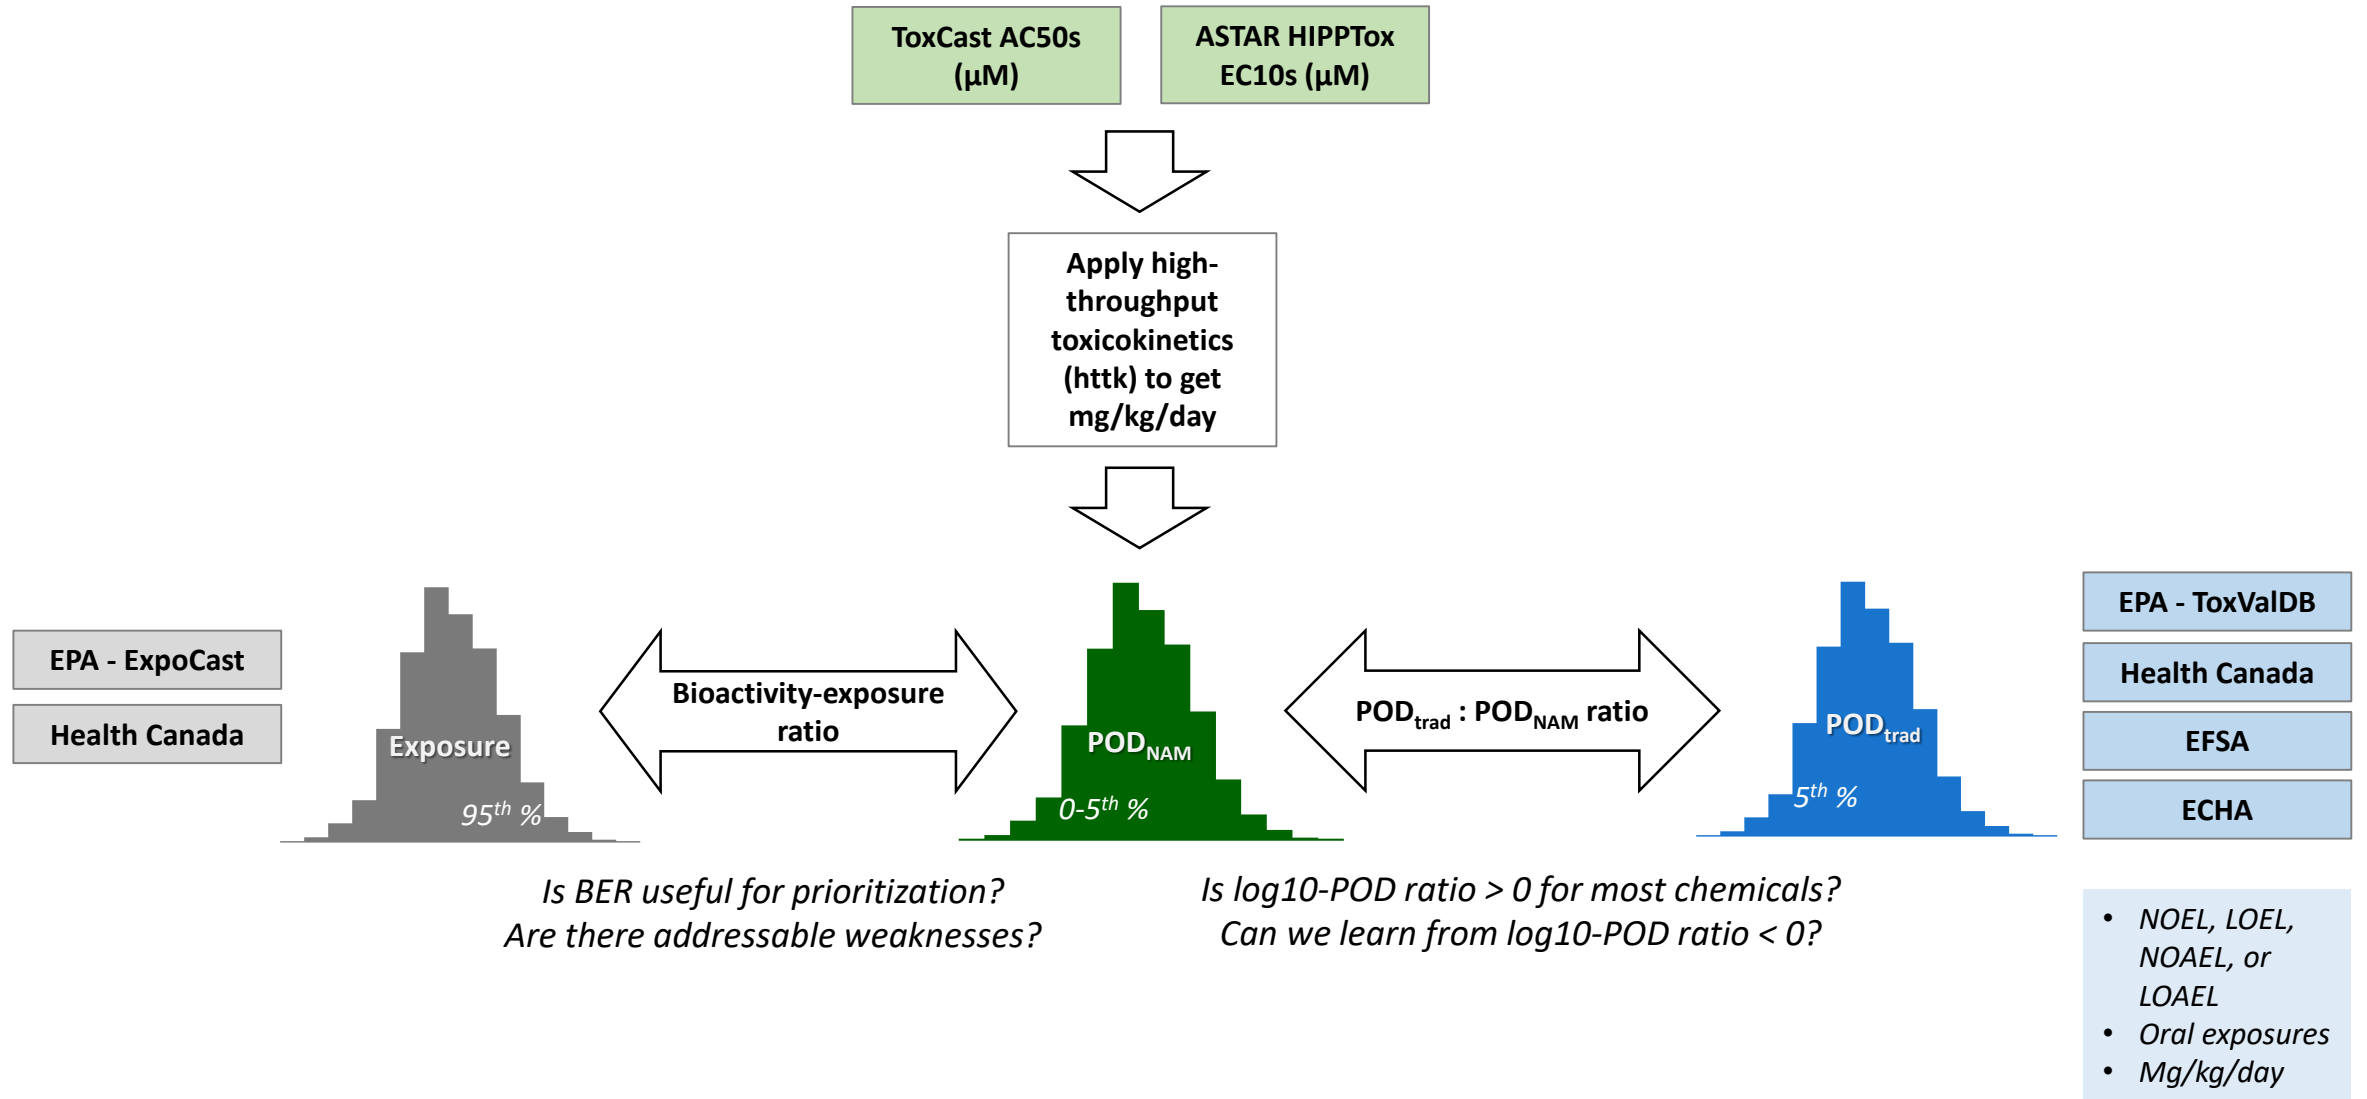 ToxCast AC50s
(µM)
ASTAR HIPPTox
EC10s (µM)
Apply high-
throughput
toxicokinetics
(httk) to get
mg/kg/day
EPA - ExpoCast
Health Canada
Exposure
95th %
Bioactivity-exposure
ratio
PODNAM
0-5th %
PODtrad : PODNAM ratio
PODtrad
5th %
EPA - ToxValDB
Health Canada
EFSA
ECHA
Is BER useful for prioritization?
Are there addressable weaknesses?
Is log10-POD ratio > 0 for most chemicals?
Can we learn from log10-POD ratio < 0?
• NOEL, LOEL,
NOAEL, or
LOAEL
• Oral exposures
• Mg/kg/day